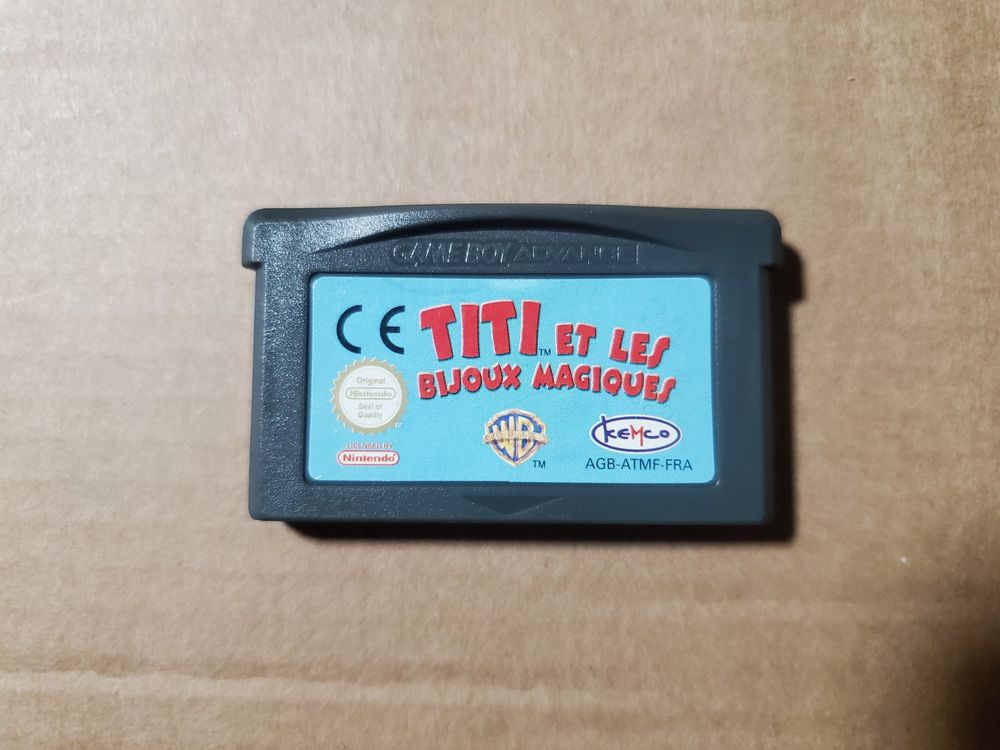 GAME BOY ADVANCE
CE
TITI™ ET LES
BIJOUX MAGIQUES
Original
Nintendo
Seal of
Quality
LICENSED BY
Nintendo®
WB
TM
KEMCO
AGB-ATMF-FRA